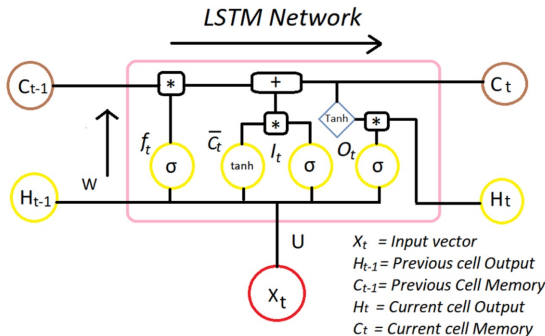 LSTM Network
Ct-1
*
+
Ct
Tanh
*
*
ft
C̅t
It
Ot
σ
tanh
σ
σ
W
Ht-1
Ht
U
Xt
Xt = Input vector
Ht-1 = Previous cell Output
Ct-1 = Previous Cell Memory
Ht = Current cell Output
Ct = Current cell Memory